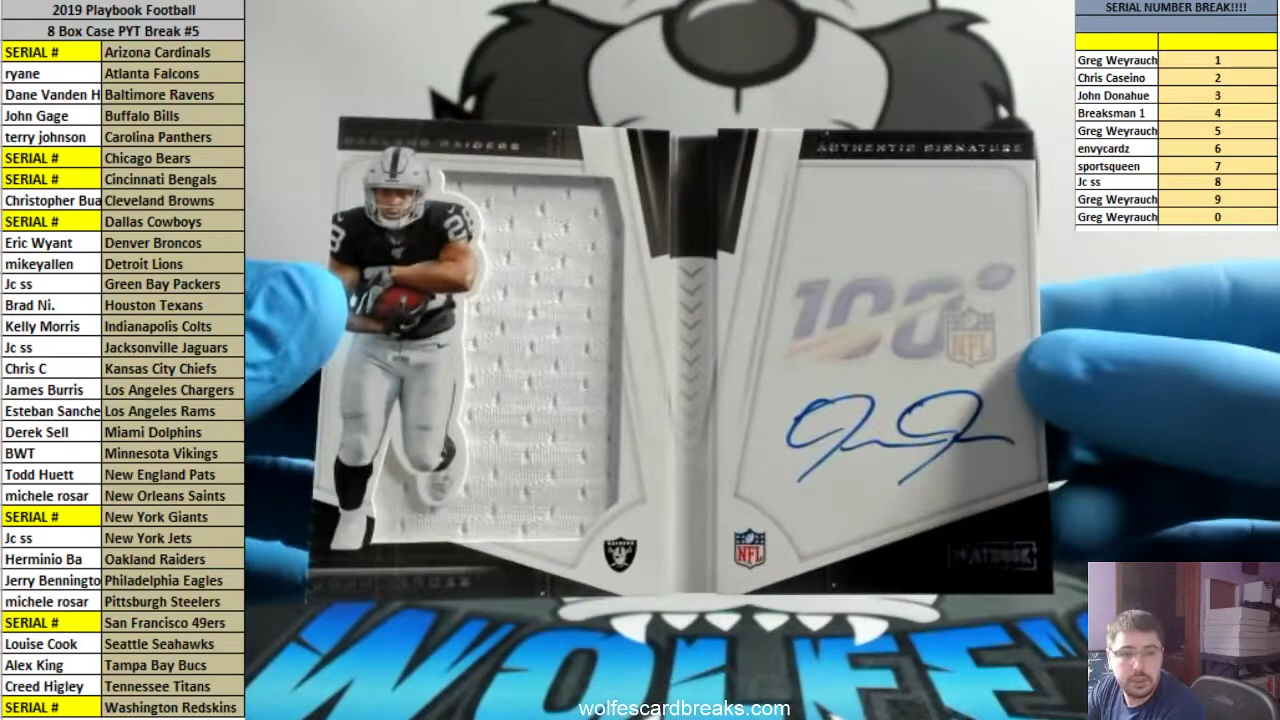 2019 Playbook Football
8 Box Case PYT Break #5
SERIAL # Arizona Cardinals
ryane Atlanta Falcons
Dane Vanden H Baltimore Ravens
John Gage Buffalo Bills
terry johnson Carolina Panthers
SERIAL # Chicago Bears
SERIAL # Cincinnati Bengals
Christopher Bua Cleveland Browns
SERIAL # Dallas Cowboys
Eric Wyant Denver Broncos
mikeyallen Detroit Lions
Jc ss Green Bay Packers
Brad Ni. Houston Texans
Kelly Morris Indianapolis Colts
Jc ss Jacksonville Jaguars
Chris C Kansas City Chiefs
James Burris Los Angeles Chargers
Esteban Sanche Los Angeles Rams
Derek Sell Miami Dolphins
BWT Minnesota Vikings
Todd Huett New England Pats
michele rosar New Orleans Saints
SERIAL # New York Giants
Jc ss New York Jets
Herminio Ba Oakland Raiders
Jerry Benningto Philadelphia Eagles
michele rosar Pittsburgh Steelers
SERIAL # San Francisco 49ers
Louise Cook Seattle Seahawks
Alex King Tampa Bay Bucs
Creed Higley Tennessee Titans
SERIAL # Washington Redskins
OAKLAND RAIDERS
AUTHENTIC SIGNATURE
28
100
NFL
RAIDERS
NFL
PLAYBOOK
WOLFE'S
wolfescardbreaks.com
SERIAL NUMBER BREAK!!!!
Greg Weyrauch 1
Chris Caseino 2
John Donahue 3
Breaksman 1 4
Greg Weyrauch 5
envycardz 6
sportsqueen 7
Jc ss 8
Greg Weyrauch 9
Greg Weyrauch 0